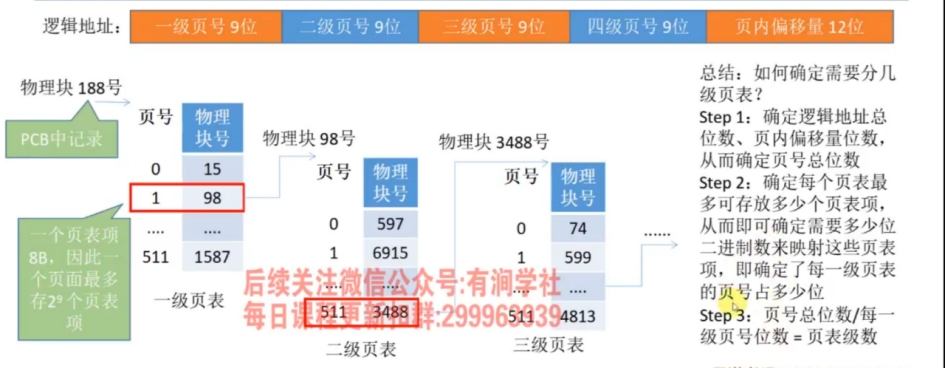 逻辑地址： 一级页号 9位 二级页号 9位 三级页号 9位 四级页号 9位 页内偏移量 12位
物理块 188号
PCB中记录
页号 物理块号
0 15
1 98
.... ....
511 1587
一级页表
一个页表项
8B，因此一
个页面最多
存2⁹ 个页表
项
物理块 98号
页号 物理块号
0 597
1 6915
.... ....
511 3488
二级页表
物理块 3488号
页号 物理块号
0 74
1 599
.... ....
511 4813
三级页表
......
总结：如何确定需要分几
级页表？
Step 1：确定逻辑地址总
位数、页内偏移量位数，
从而确定页号总位数
Step 2：确定每个页表最
多可存放多少个页表项，
从而即可确定需要多少位
二进制数来映射这些页表
项，即确定了每一级页表
的页号占多少位
Step 3：页号总位数/每一
级页号位数 = 页表级数
后续关注微信公众号:有涧学社